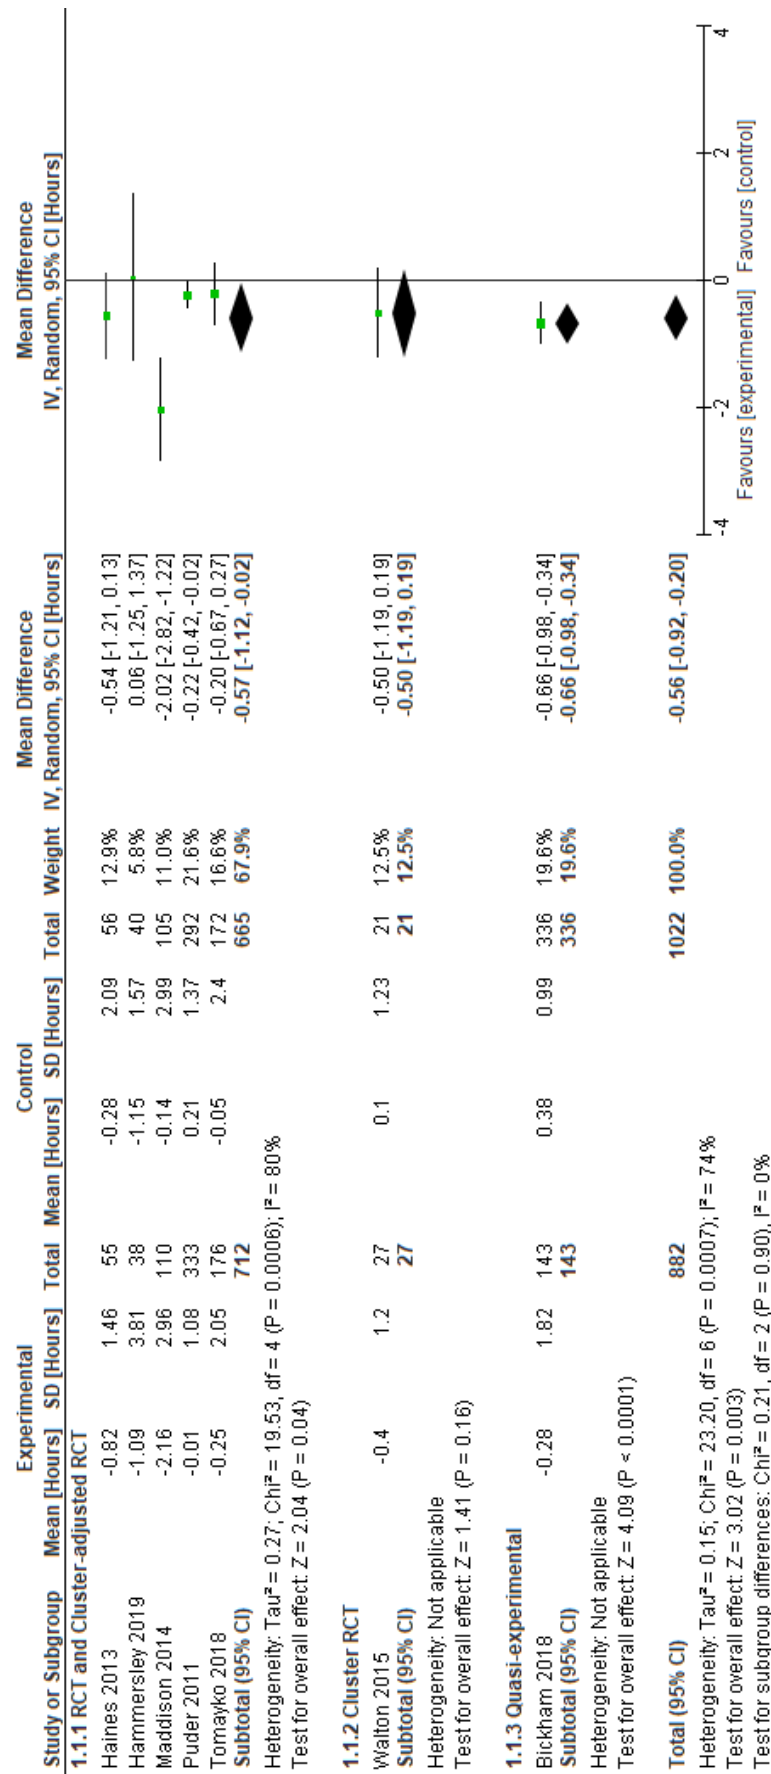 Experimental Control Mean Difference Mean Difference
Study or Subgroup Mean [Hours] SD [Hours] Total Mean [Hours] SD [Hours] Total Weight IV, Random, 95% CI [Hours] IV, Random, 95% CI [Hours]
1.1.1 RCT and Cluster-adjusted RCT
Haines 2013 -0.82 1.46 55 -0.28 2.09 56 12.9% -0.54 [-1.21, 0.13]
Hammersley 2019 -1.09 3.81 38 -1.15 1.57 40 5.8% 0.06 [-1.25, 1.37]
Maddison 2014 -2.16 2.96 110 -0.14 2.99 105 11.0% -2.02 [-2.82, -1.22]
Puder 2011 -0.01 1.08 333 0.21 1.37 292 21.6% -0.22 [-0.42, -0.02]
Tomayko 2018 -0.25 2.05 176 -0.05 2.4 172 16.6% -0.20 [-0.67, 0.27]
Subtotal (95% CI) 712 665 67.9% -0.57 [-1.12, -0.02]
Heterogeneity: Tau² = 0.27; Chi² = 19.53, df = 4 (P = 0.0006); I² = 80%
Test for overall effect: Z = 2.04 (P = 0.04)
1.1.2 Cluster RCT
Walton 2015 -0.4 1.2 27 0.1 1.23 21 12.5% -0.50 [-1.19, 0.19]
Subtotal (95% CI) 27 21 12.5% -0.50 [-1.19, 0.19]
Heterogeneity: Not applicable
Test for overall effect: Z = 1.41 (P = 0.16)
1.1.3 Quasi-experimental
Bickham 2018 -0.28 1.82 143 0.38 0.99 336 19.6% -0.66 [-0.98, -0.34]
Subtotal (95% CI) 143 336 19.6% -0.66 [-0.98, -0.34]
Heterogeneity: Not applicable
Test for overall effect: Z = 4.09 (P < 0.0001)
Total (95% CI) 882 1022 100.0% -0.56 [-0.92, -0.20]
Heterogeneity: Tau² = 0.15; Chi² = 23.20, df = 6 (P = 0.0007); I² = 74%
Test for overall effect: Z = 3.02 (P = 0.003)
Test for subgroup differences: Chi² = 0.21, df = 2 (P = 0.90), I² = 0%
-4 -2 0 2 4
Favours [experimental] Favours [control]